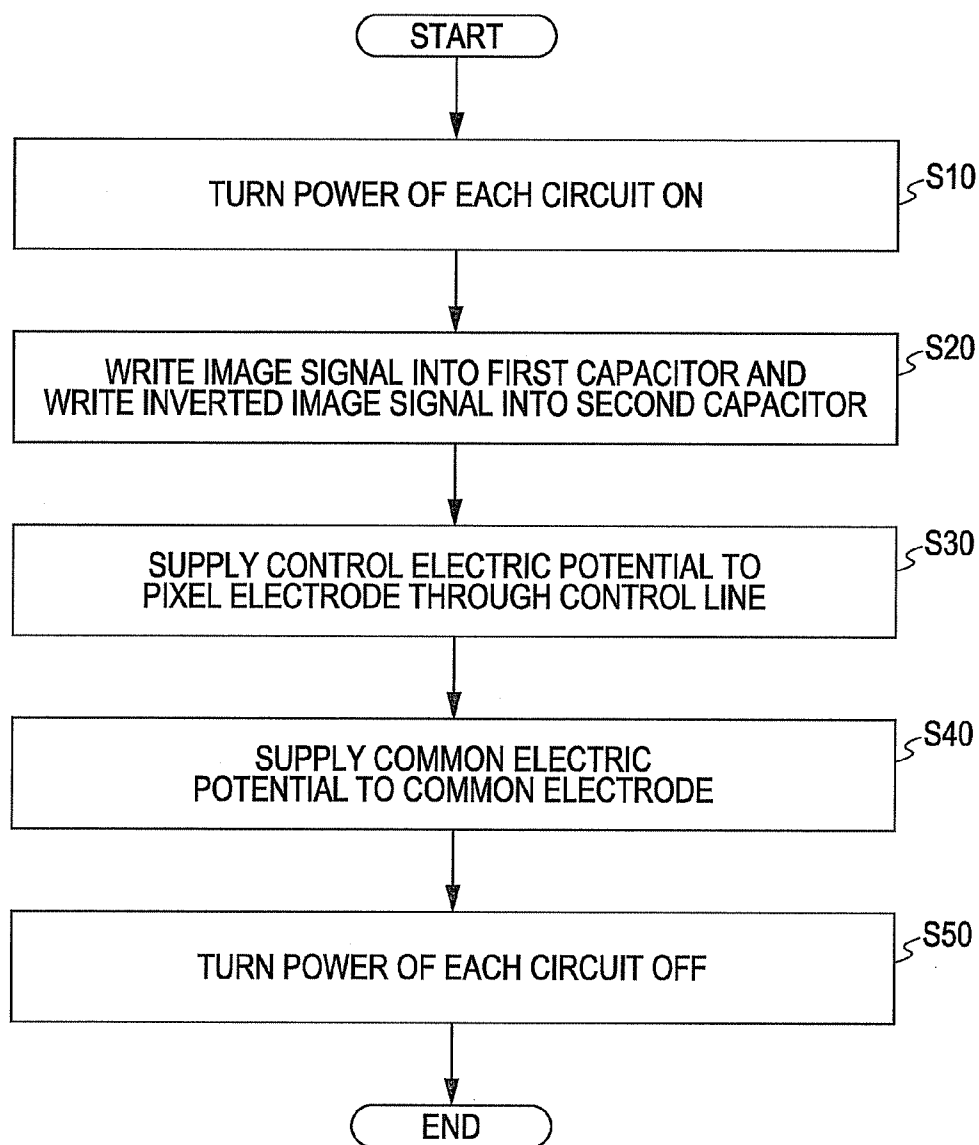 START
TURN POWER OF EACH CIRCUIT ON
S10
WRITE IMAGE SIGNAL INTO FIRST CAPACITOR AND
WRITE INVERTED IMAGE SIGNAL INTO SECOND CAPACITOR
S20
SUPPLY CONTROL ELECTRIC POTENTIAL TO
PIXEL ELECTRODE THROUGH CONTROL LINE
S30
SUPPLY COMMON ELECTRIC
POTENTIAL TO COMMON ELECTRODE
S40
TURN POWER OF EACH CIRCUIT OFF
S50
END